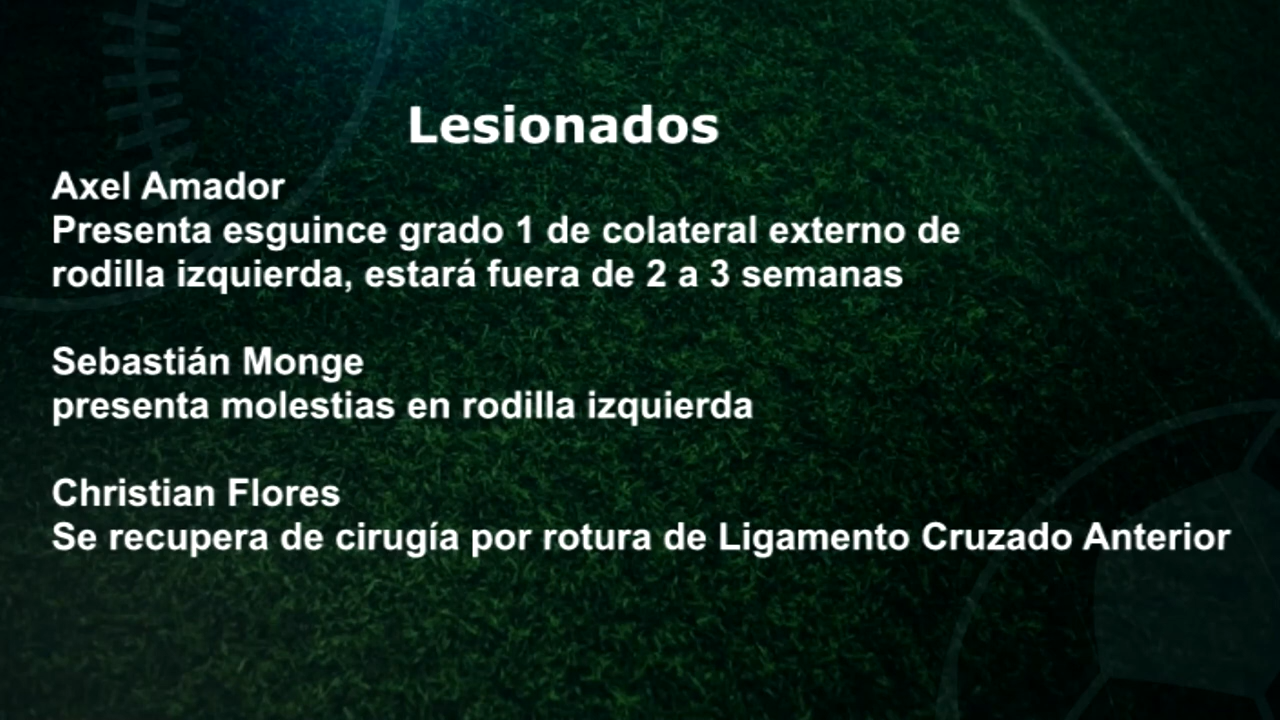 Lesionados
Axel Amador
Presenta esguince grado 1 de colateral externo de
rodilla izquierda, estará fuera de 2 a 3 semanas
Sebastián Monge
presenta molestias en rodilla izquierda
Christian Flores
Se recupera de cirugía por rotura de Ligamento Cruzado Anterior